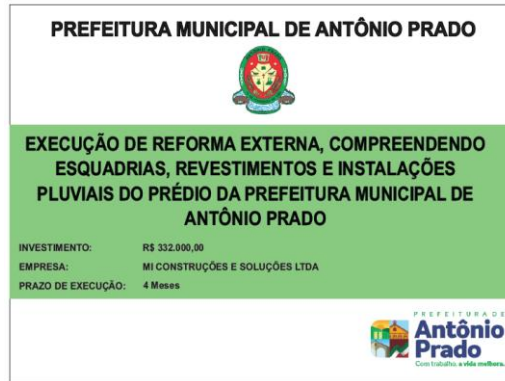 PREFEITURA MUNICIPAL DE ANTÔNIO PRADO
EXECUÇÃO DE REFORMA EXTERNA, COMPREENDENDO
ESQUADRIAS, REVESTIMENTOS E INSTALAÇÕES
PLUVIAIS DO PRÉDIO DA PREFEITURA MUNICIPAL DE
ANTÔNIO PRADO
INVESTIMENTO: R$ 332.000,00
EMPRESA: MI CONSTRUÇÕES E SOLUÇÕES LTDA
PRAZO DE EXECUÇÃO: 4 Meses
PREFEITURA DE
Antônio
Prado
Com trabalho, a vida melhora.